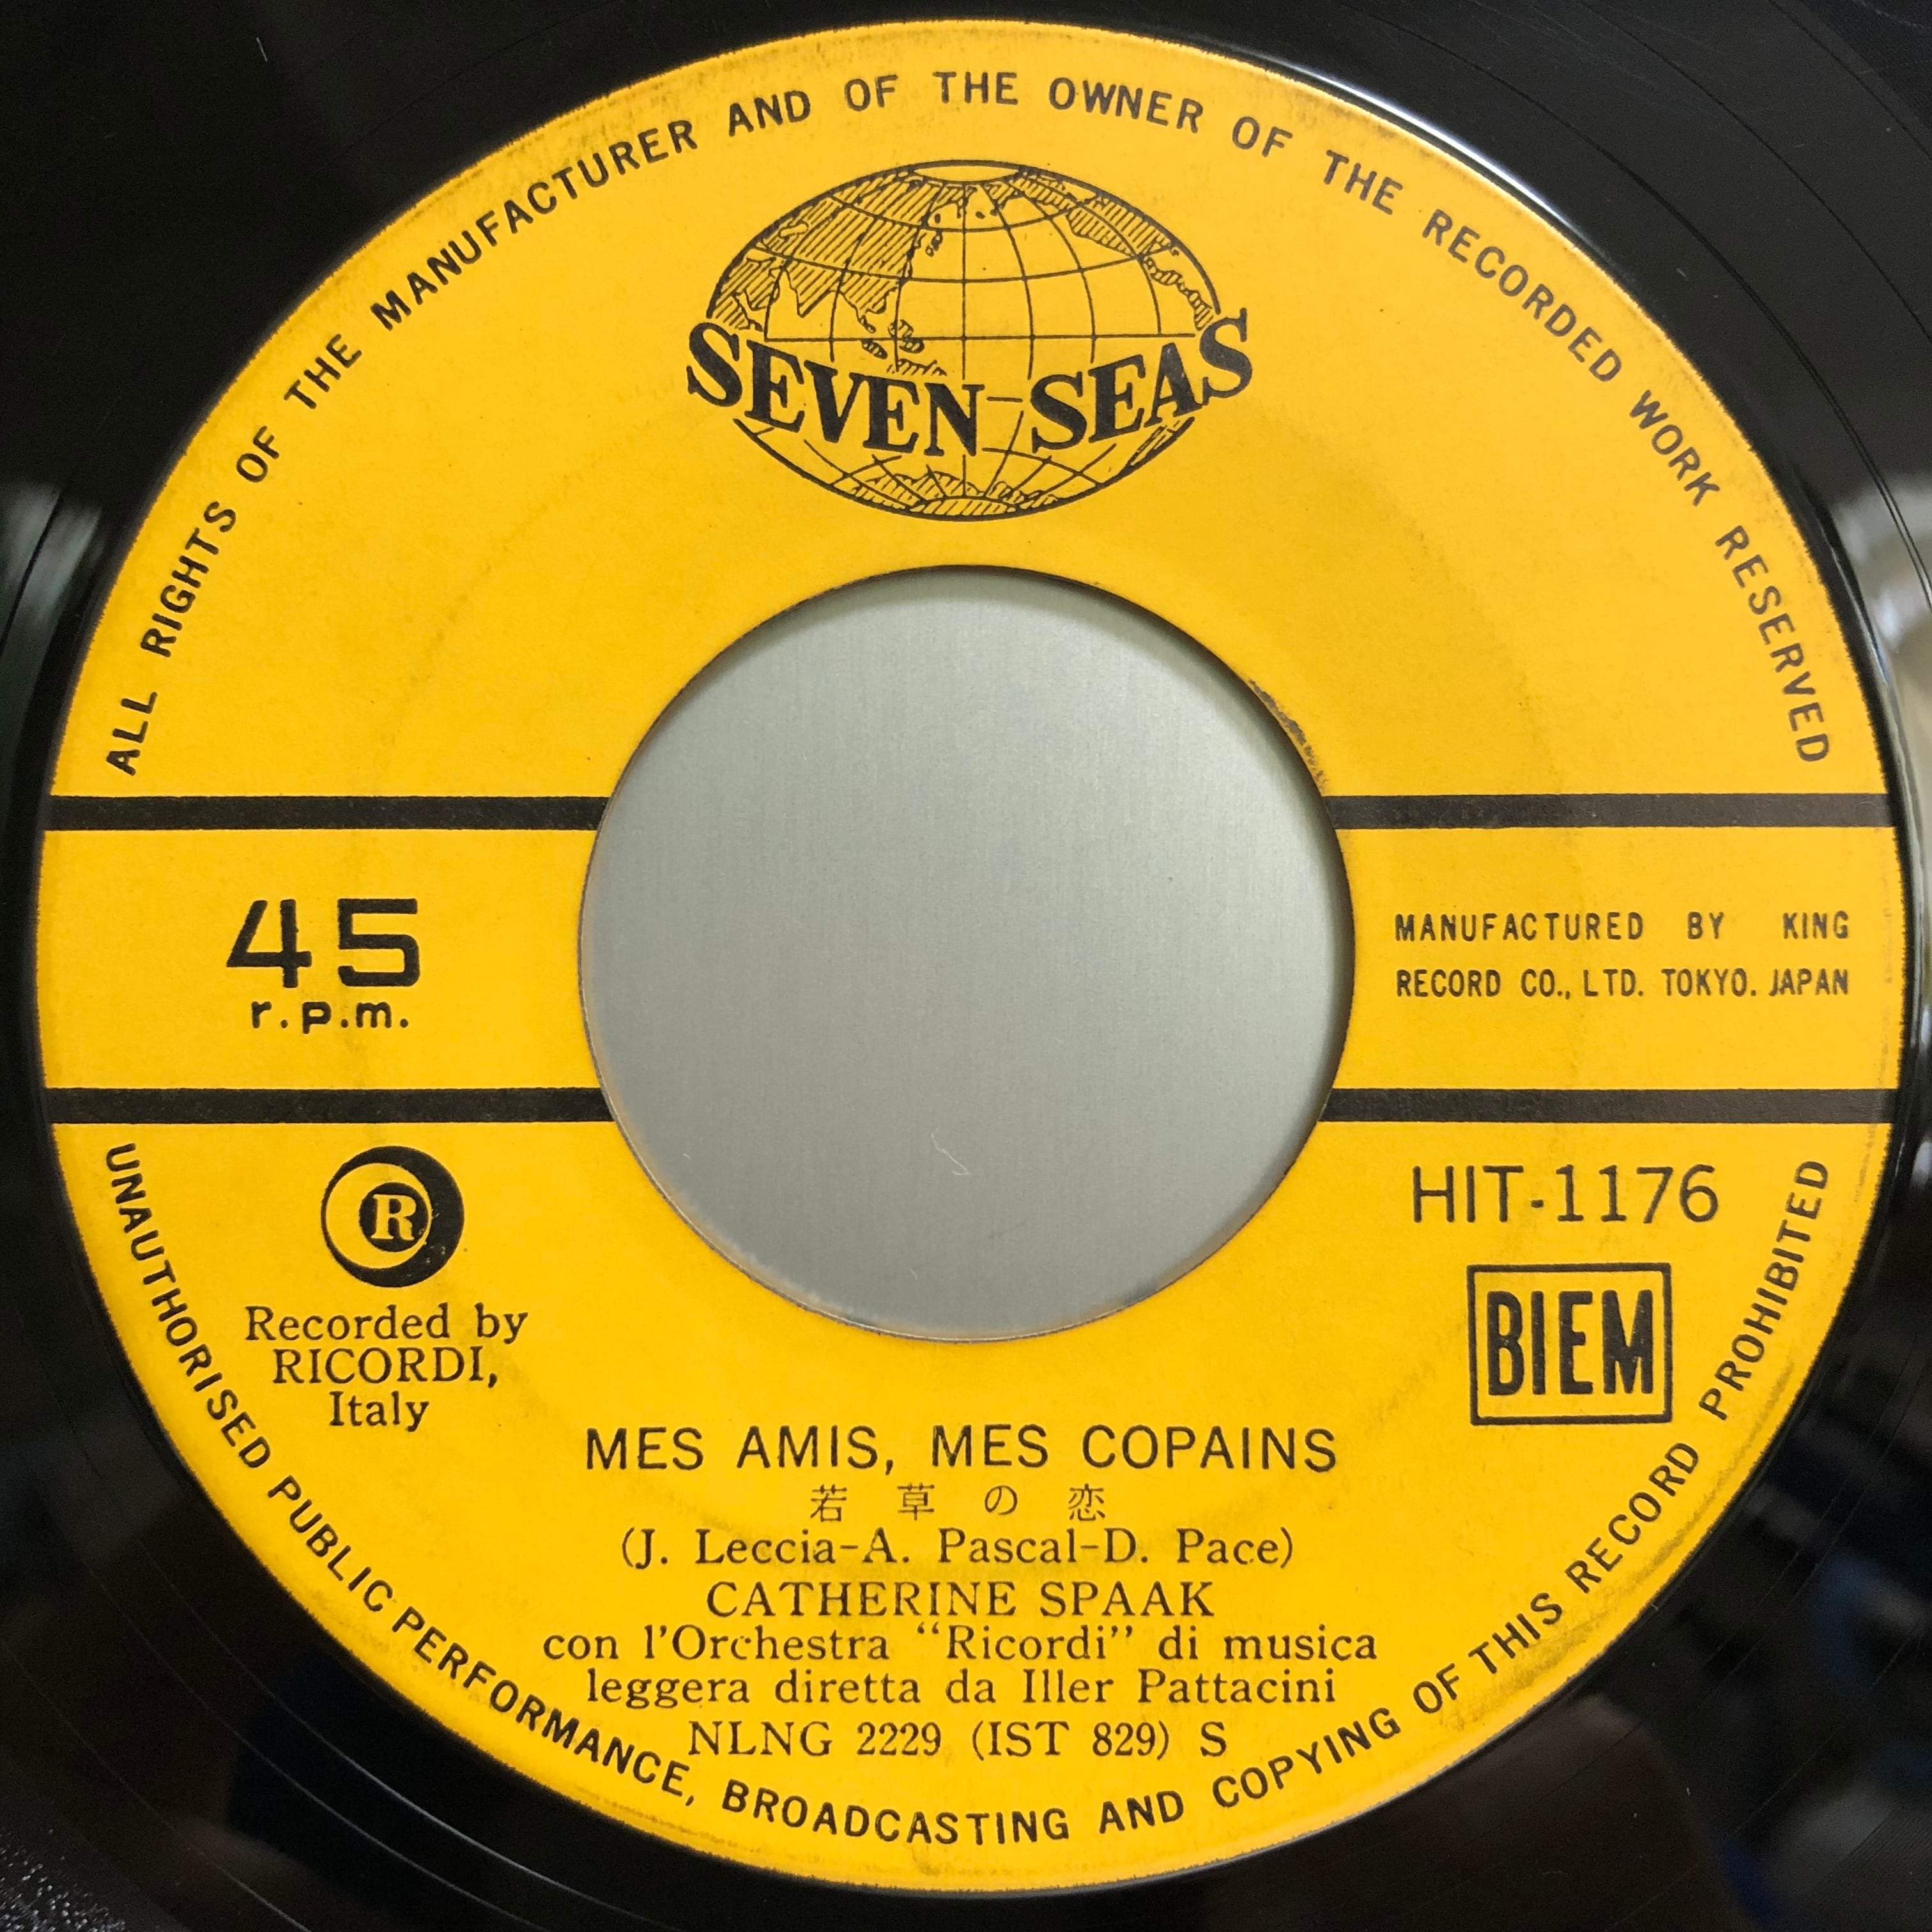 ALL RIGHTS OF THE MANUFACTURER AND OF THE OWNER OF THE RECORDED WORK RESERVED
SEVEN SEAS
45
r.p.m.
MANUFACTURED BY KING
RECORD CO., LTD. TOKYO. JAPAN
R
Recorded by
RICORDI,
Italy
HIT-1176
BIEM
MES AMIS, MES COPAINS
若草の恋
(J. Leccia-A. Pascal-D. Pace)
CATHERINE SPAAK
con l'Orchestra “Ricordi” di musica
leggera diretta da Iller Pattacini
NLNG 2229 (IST 829) S
UNAUTHORISED PUBLIC PERFORMANCE, BROADCASTING AND COPYING OF THIS RECORD PROHIBITED